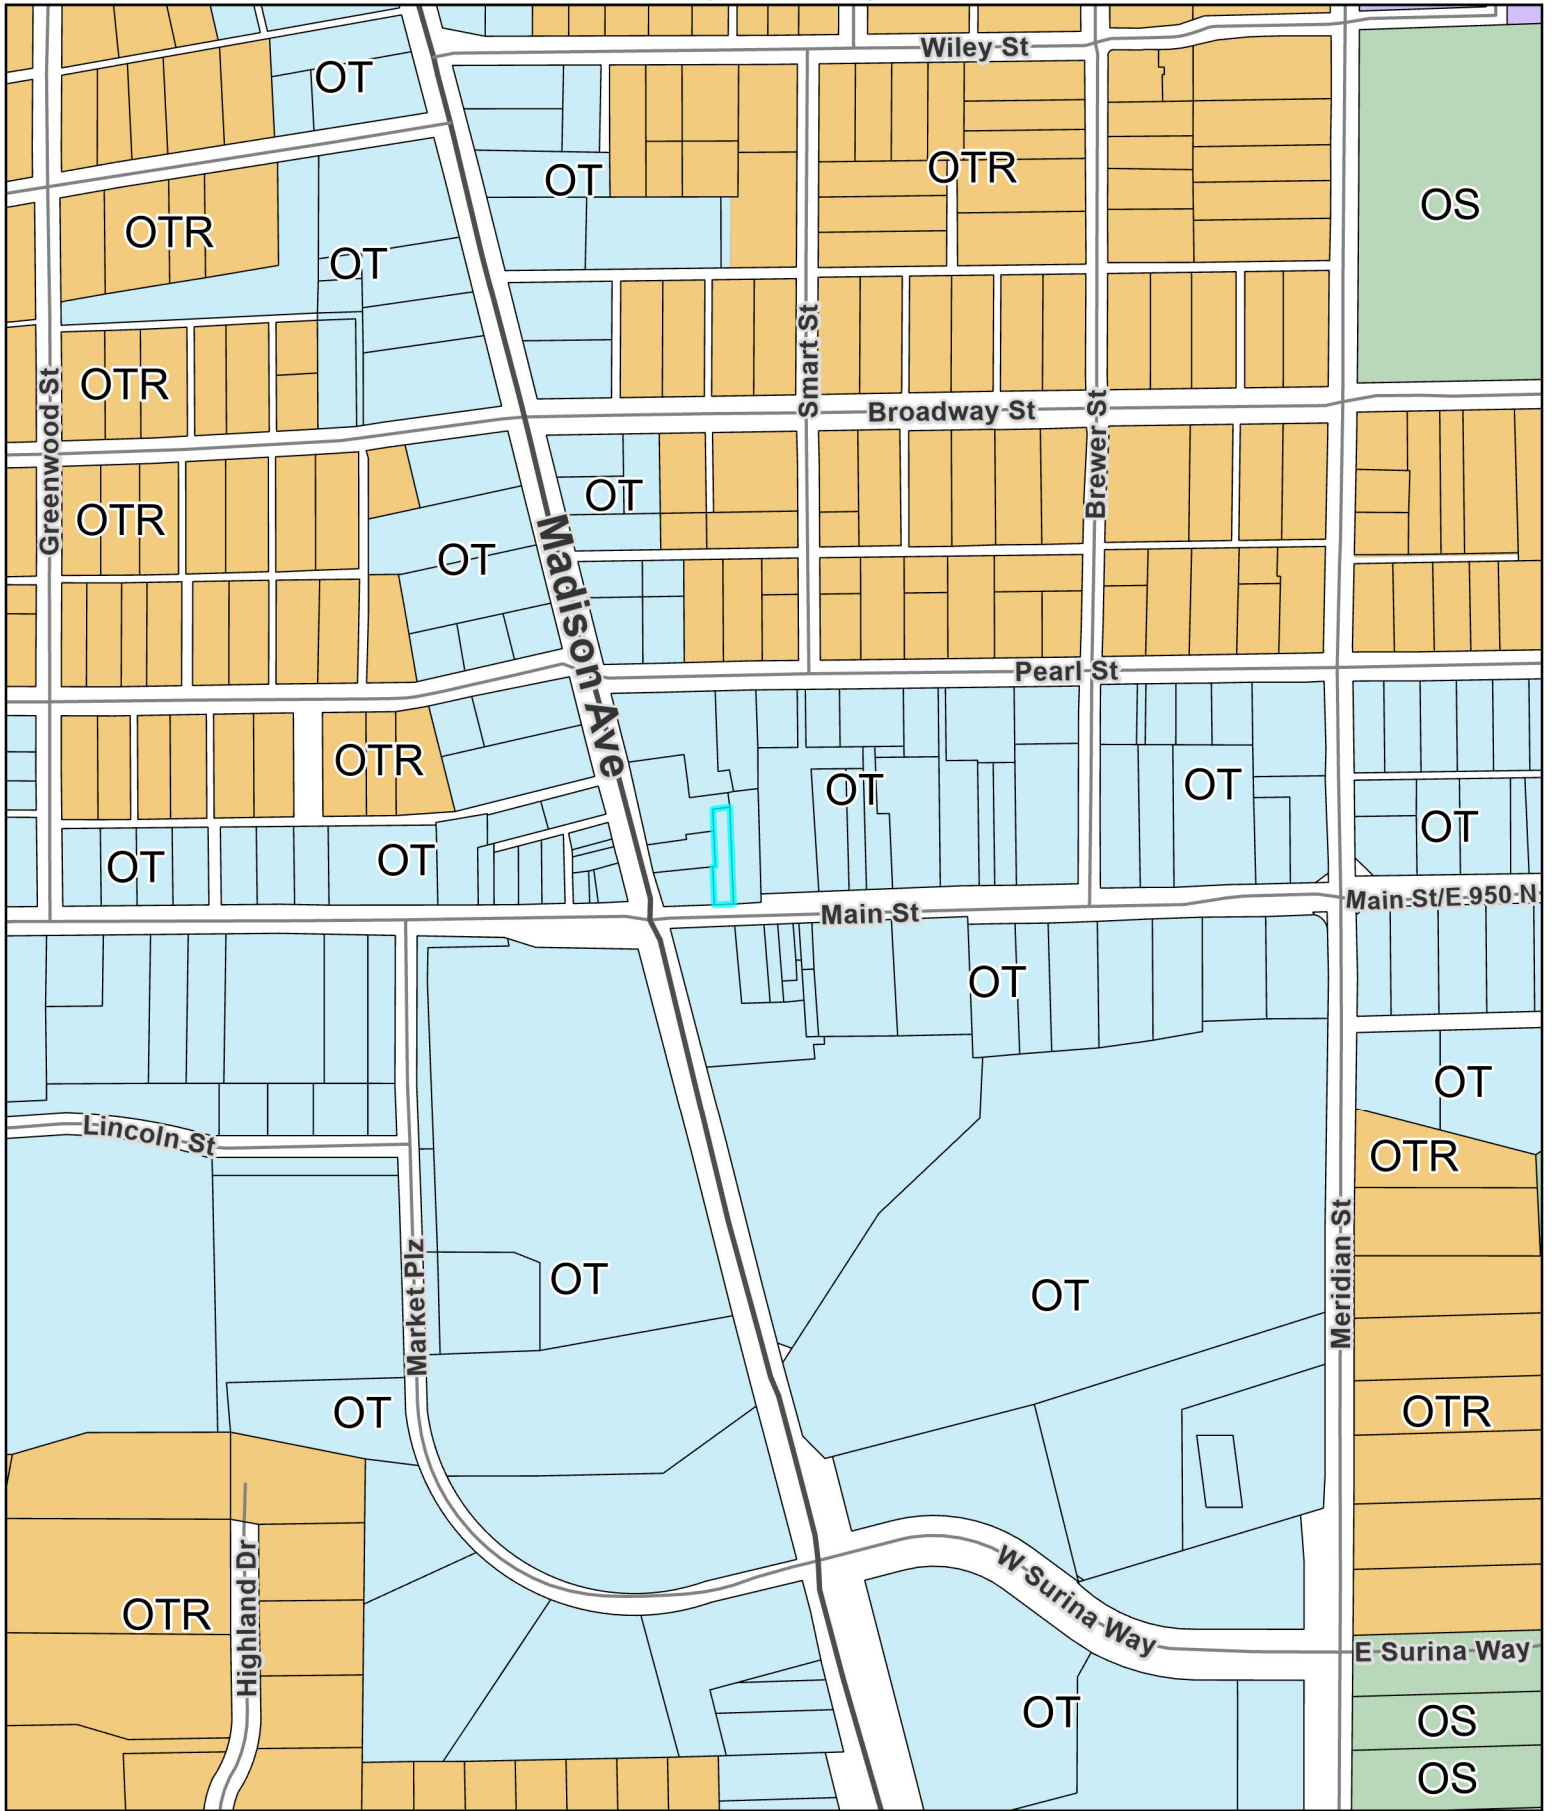 Wiley St
OT
OT
OTR
OS
OTR
OT
Smart St
OTR
Greenwood St
Broadway St
Brewer St
OT
OTR
OT
Madison Ave
Pearl St
OTR
OT
OT
OT
OT
OT
Main St/E 950 N
Main St
OT
OT
Lincoln St
OTR
Market Plz
OT
OT
Meridian St
OT
OTR
W Surina Way
Highland Dr
OTR
E Surina Way
OT
OS
OS